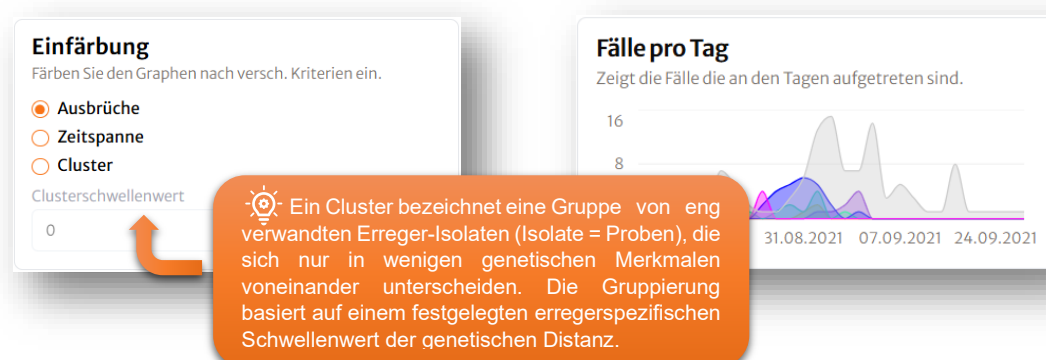 Einfärbung
Färben Sie den Graphen nach versch. Kriterien ein.
Ausbrüche
Zeitspanne
Cluster
Clusterschwellenwert
0
Fälle pro Tag
Zeigt die Fälle die an den Tagen aufgetreten sind.
16
8
31.08.2021 07.09.2021 24.09.2021
Ein Cluster bezeichnet eine Gruppe von eng
verwandten Erreger-Isolaten (Isolate = Proben), die
sich nur in wenigen genetischen Merkmalen
voneinander unterscheiden. Die Gruppierung
basiert auf einem festgelegten erregerspezifischen
Schwellenwert der genetischen Distanz.